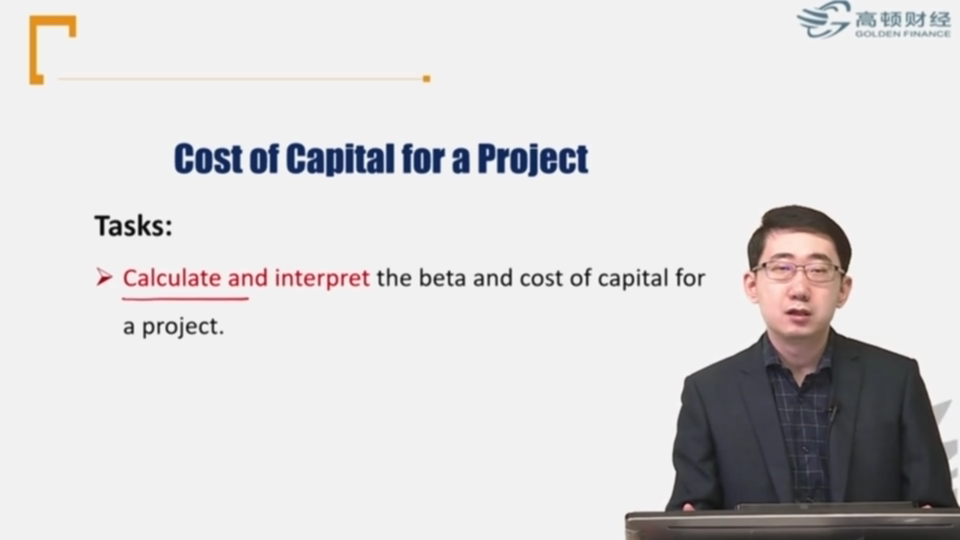 高顿财经
GOLDEN FINANCE
Cost of Capital for a Project
Tasks:
Calculate and interpret the beta and cost of capital for
a project.